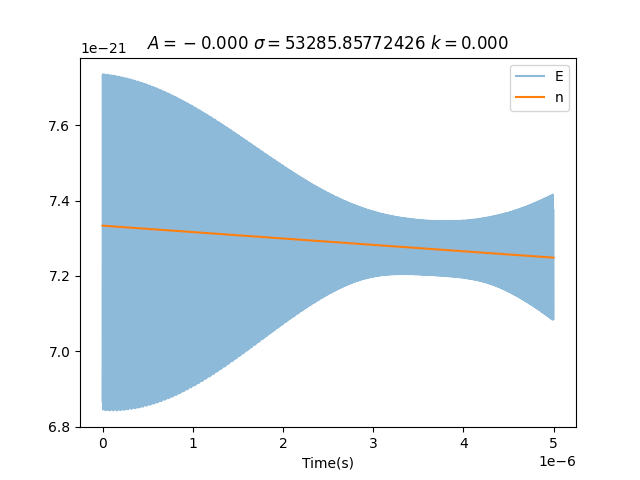 1e−21
A = −0.000 σ = 53285.85772426 k = 0.000
E
n
7.6
7.4
7.2
7.0
6.8
0 1 2 3 4 5
Time(s)
1e−6